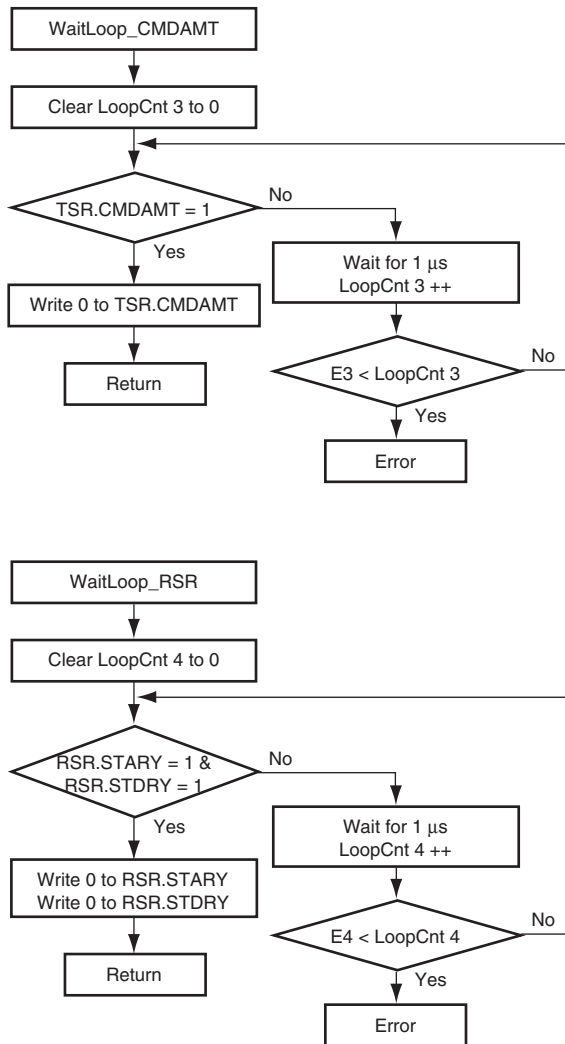 WaitLoop_CMDAMT
Clear LoopCnt 3 to 0
TSR.CMDAMT = 1
No
Yes
Wait for 1 μs
LoopCnt 3 ++
Write 0 to TSR.CMDAMT
E3 < LoopCnt 3
No
Return
Yes
Error
WaitLoop_RSR
Clear LoopCnt 4 to 0
RSR.STARY = 1 &
RSR.STDRY = 1
No
Yes
Wait for 1 μs
LoopCnt 4 ++
Write 0 to RSR.STARY
Write 0 to RSR.STDRY
E4 < LoopCnt 4
No
Return
Yes
Error